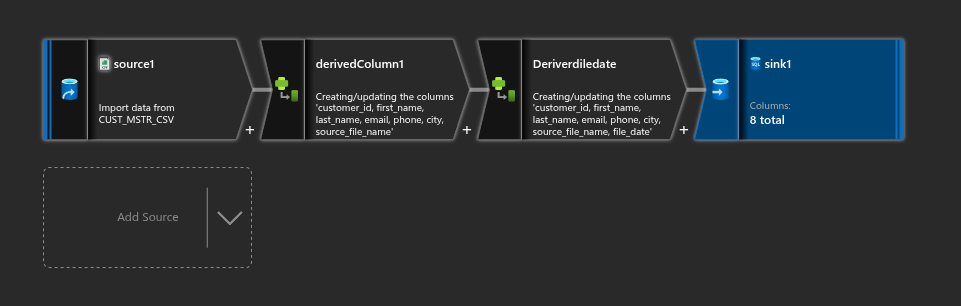 source1
Import data from
CUST_MSTR_CSV
+
derivedColumn1
Creating/updating the columns
'customer_id, first_name,
last_name, email, phone, city,
source_file_name'
+
Deriverdiledate
Creating/updating the columns
'customer_id, first_name,
last_name, email, phone, city,
source_file_name, file_date'
+
SQL
sink1
Columns:
8 total
Add Source